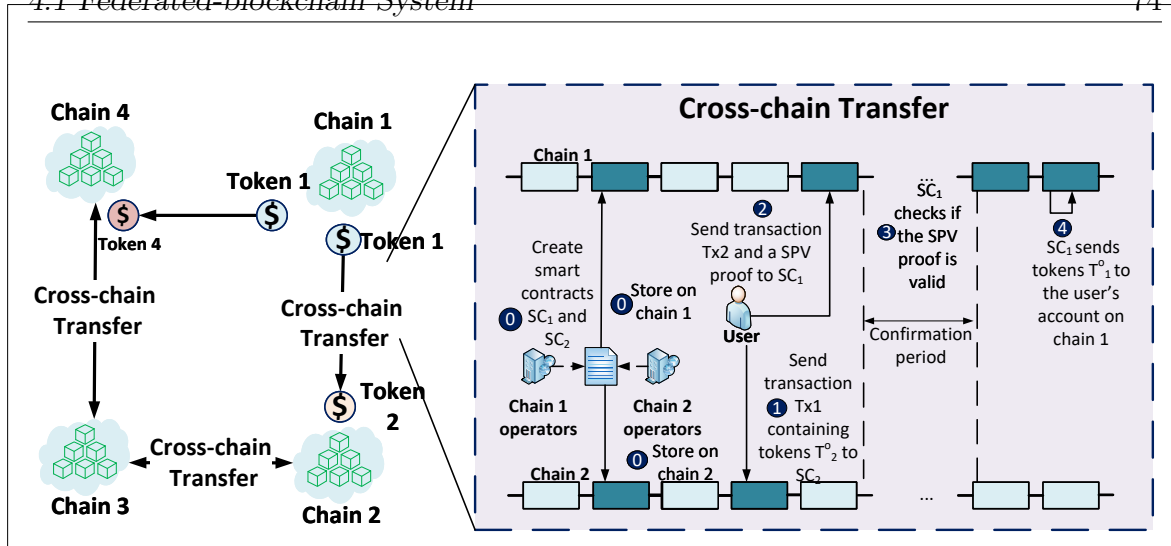 4.1 Federated-blockchain System 74
Chain 4
Chain 1
Token 1
$
$
Token 4
$
Token 1
Cross-chain
Transfer
Cross-chain
Transfer
$
Token
2
Cross-chain
Transfer
Chain 3
Chain 2
Cross-chain Transfer
Chain 1
...
2
Send transaction
Tx2 and a SPV
proof to SC1
SC1
checks if
3
the SPV
proof is
valid
4
SC1 sends
tokens T°1 to
the user's
account on
chain 1
Create
smart
contracts
0
SC1 and
SC2
0
Store on
chain 1
User
Confirmation
period
Chain 1
operators
Chain 2
operators
Send
transaction
1
Tx1
containing
tokens T°2 to
SC2
0
Store on
chain 2
Chain 2
...